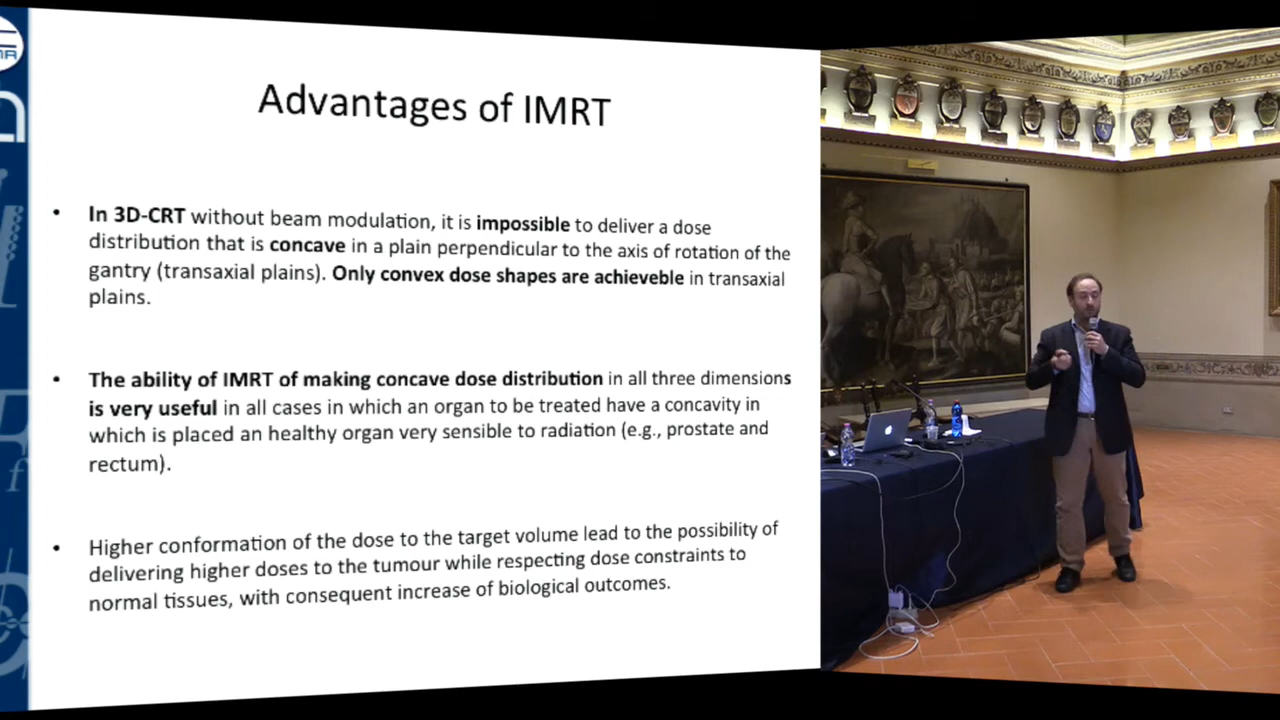 Advantages of IMRT
• In 3D-CRT without beam modulation, it is impossible to deliver a dose
distribution that is concave in a plain perpendicular to the axis of rotation of the
gantry (transaxial plains). Only convex dose shapes are achieveble in transaxial
plains.
• The ability of IMRT of making concave dose distribution in all three dimensions
is very useful in all cases in which an organ to be treated have a concavity in
which is placed an healthy organ very sensible to radiation (e.g., prostate and
rectum).
• Higher conformation of the dose to the target volume lead to the possibility of
delivering higher doses to the tumour while respecting dose constraints to
normal tissues, with consequent increase of biological outcomes.